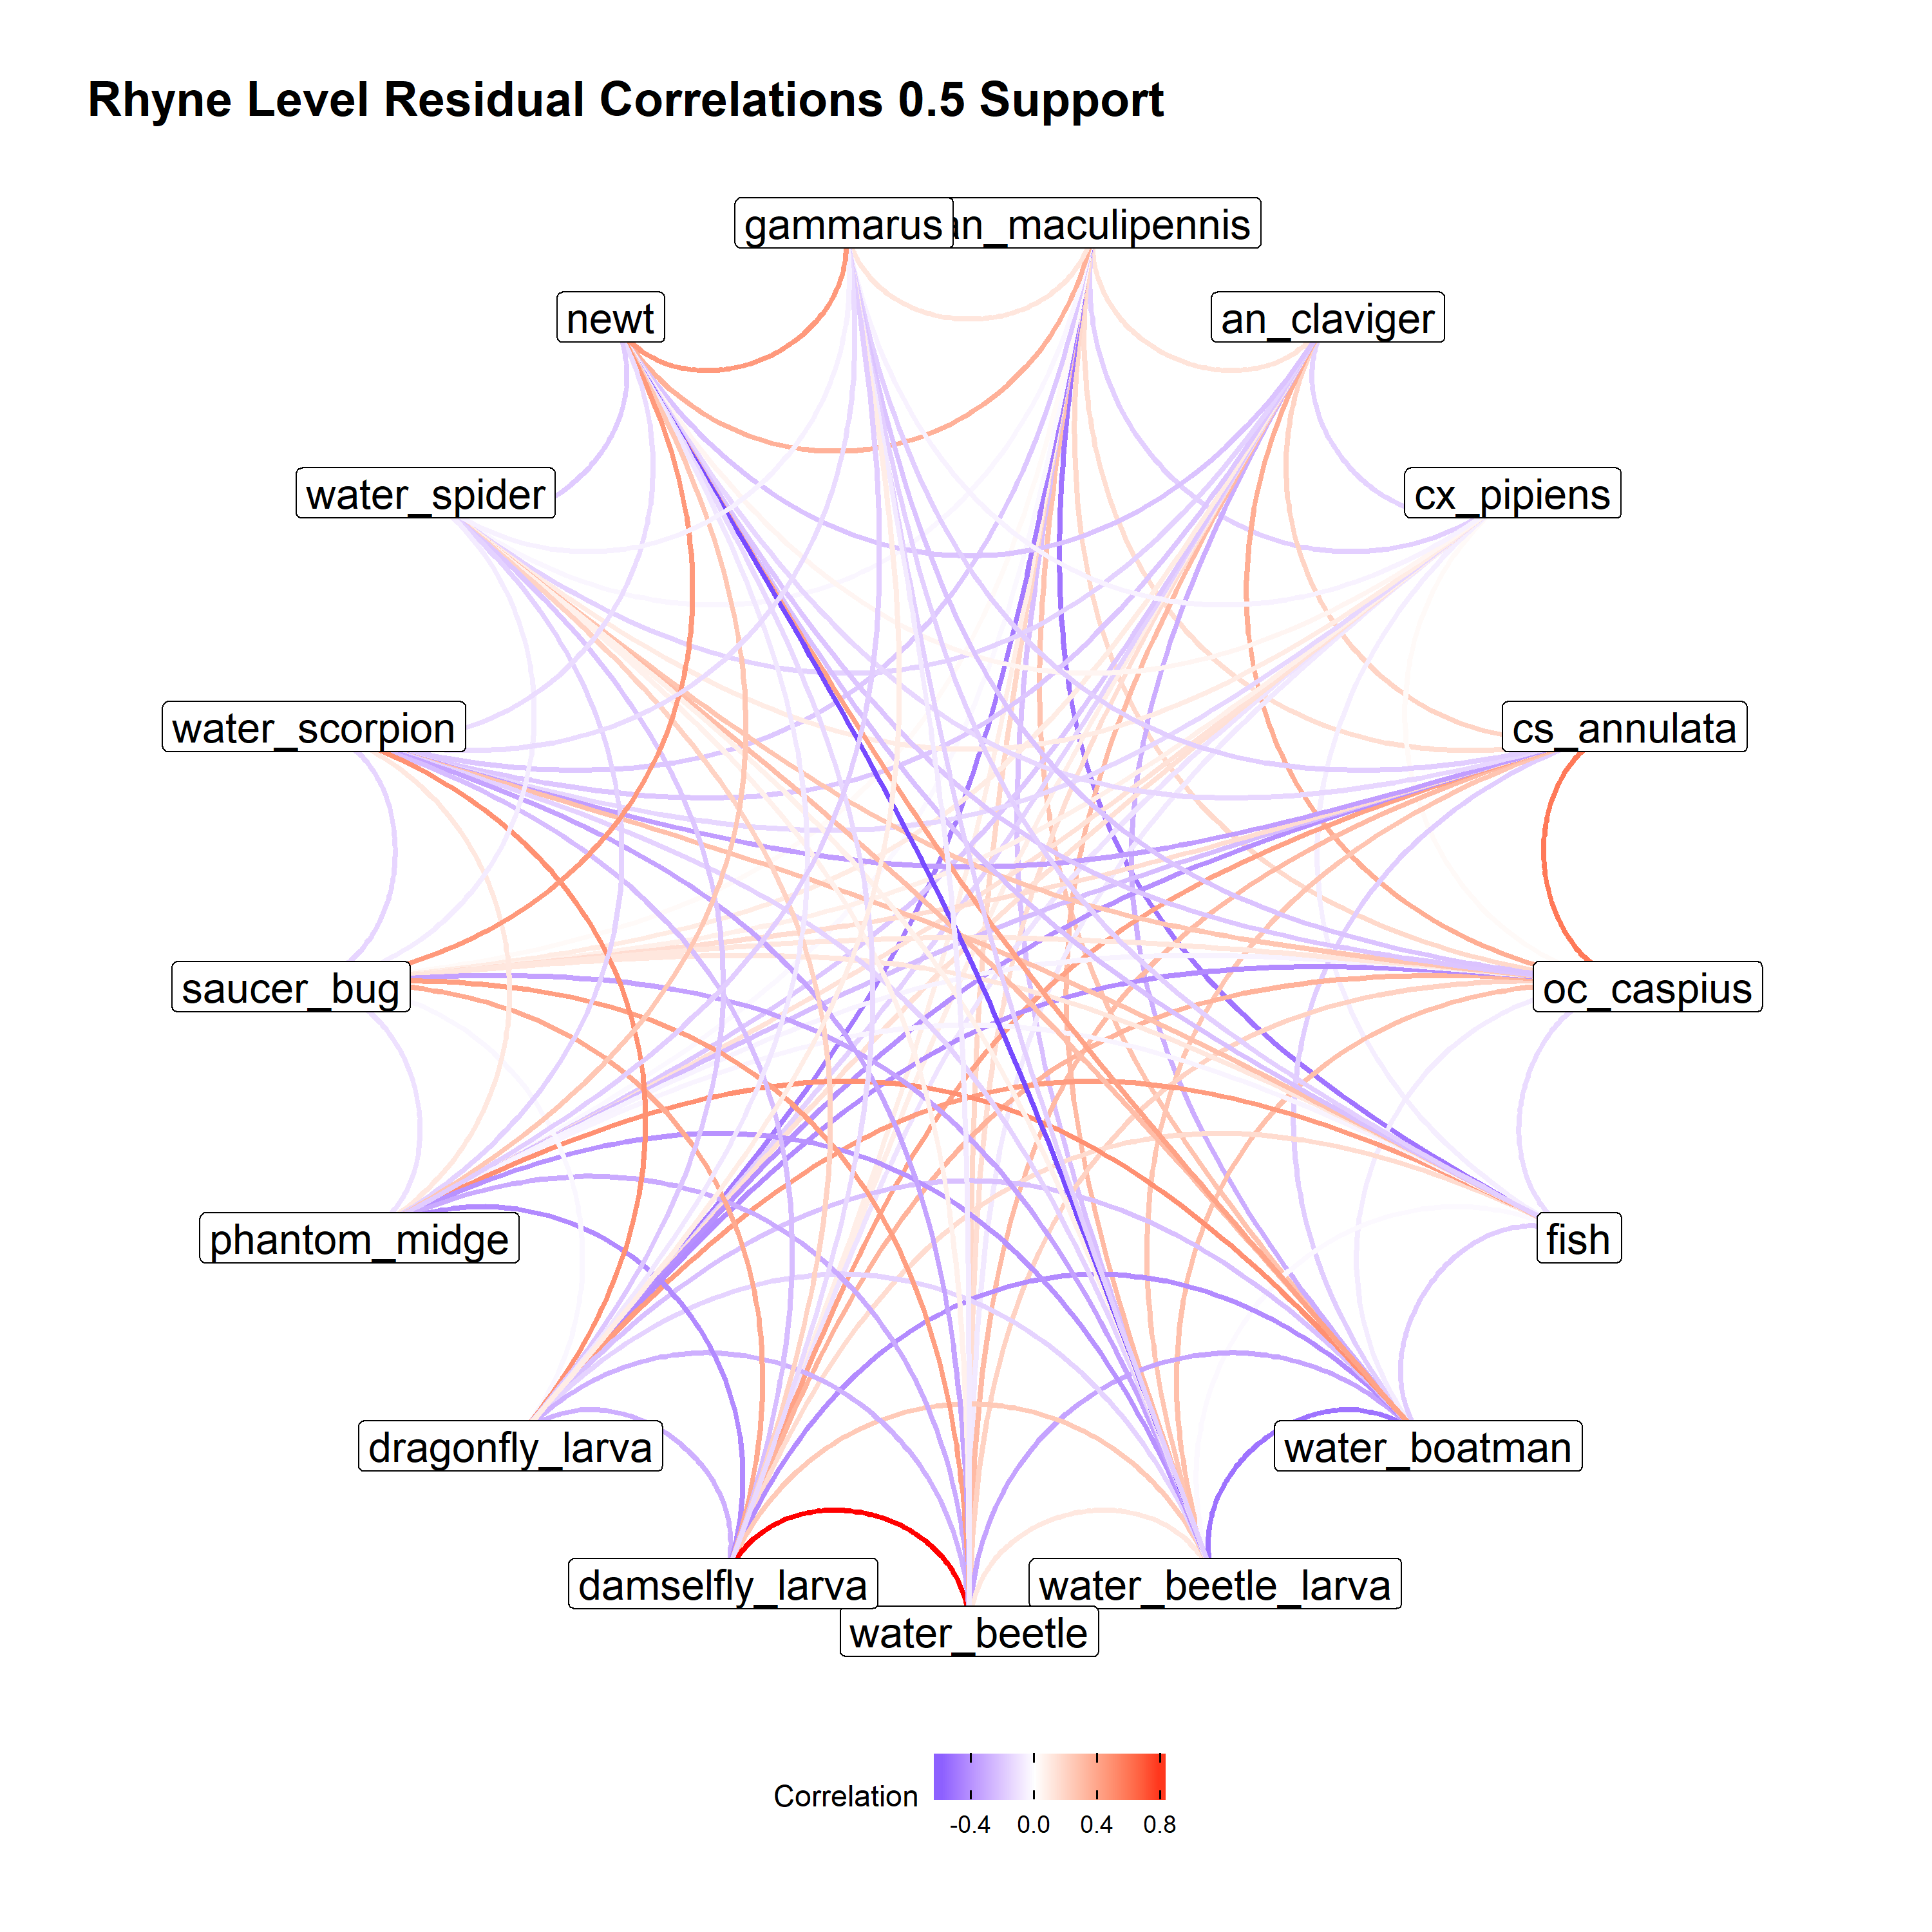 Rhyne Level Residual Correlations 0.5 Support
gammarus
an_maculipennis
newt
an_claviger
water_spider
cx_pipiens
water_scorpion
cs_annulata
saucer_bug
oc_caspius
phantom_midge
fish
dragonfly_larva
water_boatman
damselfly_larva
water_beetle_larva
water_beetle
Correlation
-0.4 0.0 0.4 0.8